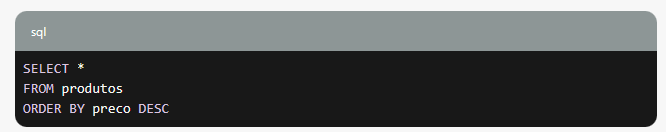 sql
SELECT *
FROM produtos
ORDER BY preco DESC